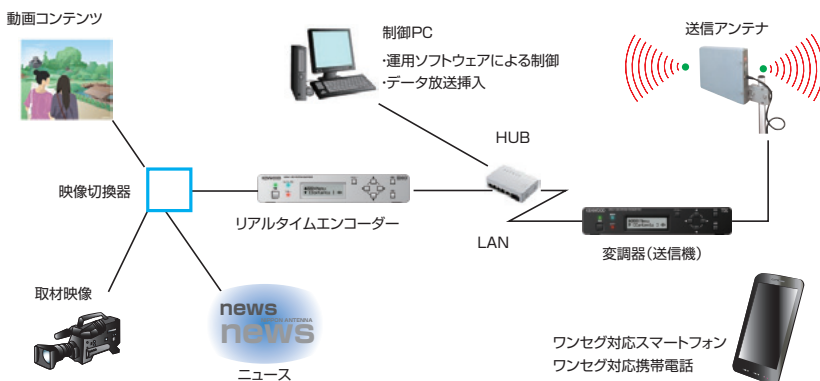 動画コンテンツ
制御PC
・運用ソフトウェアによる制御
・データ放送挿入
送信アンテナ
HUB
映像切換器
リアルタイムエンコーダー
LAN
変調器(送信機)
取材映像
news
news
ニュース
ワンセグ対応スマートフォン
ワンセグ対応携帯電話